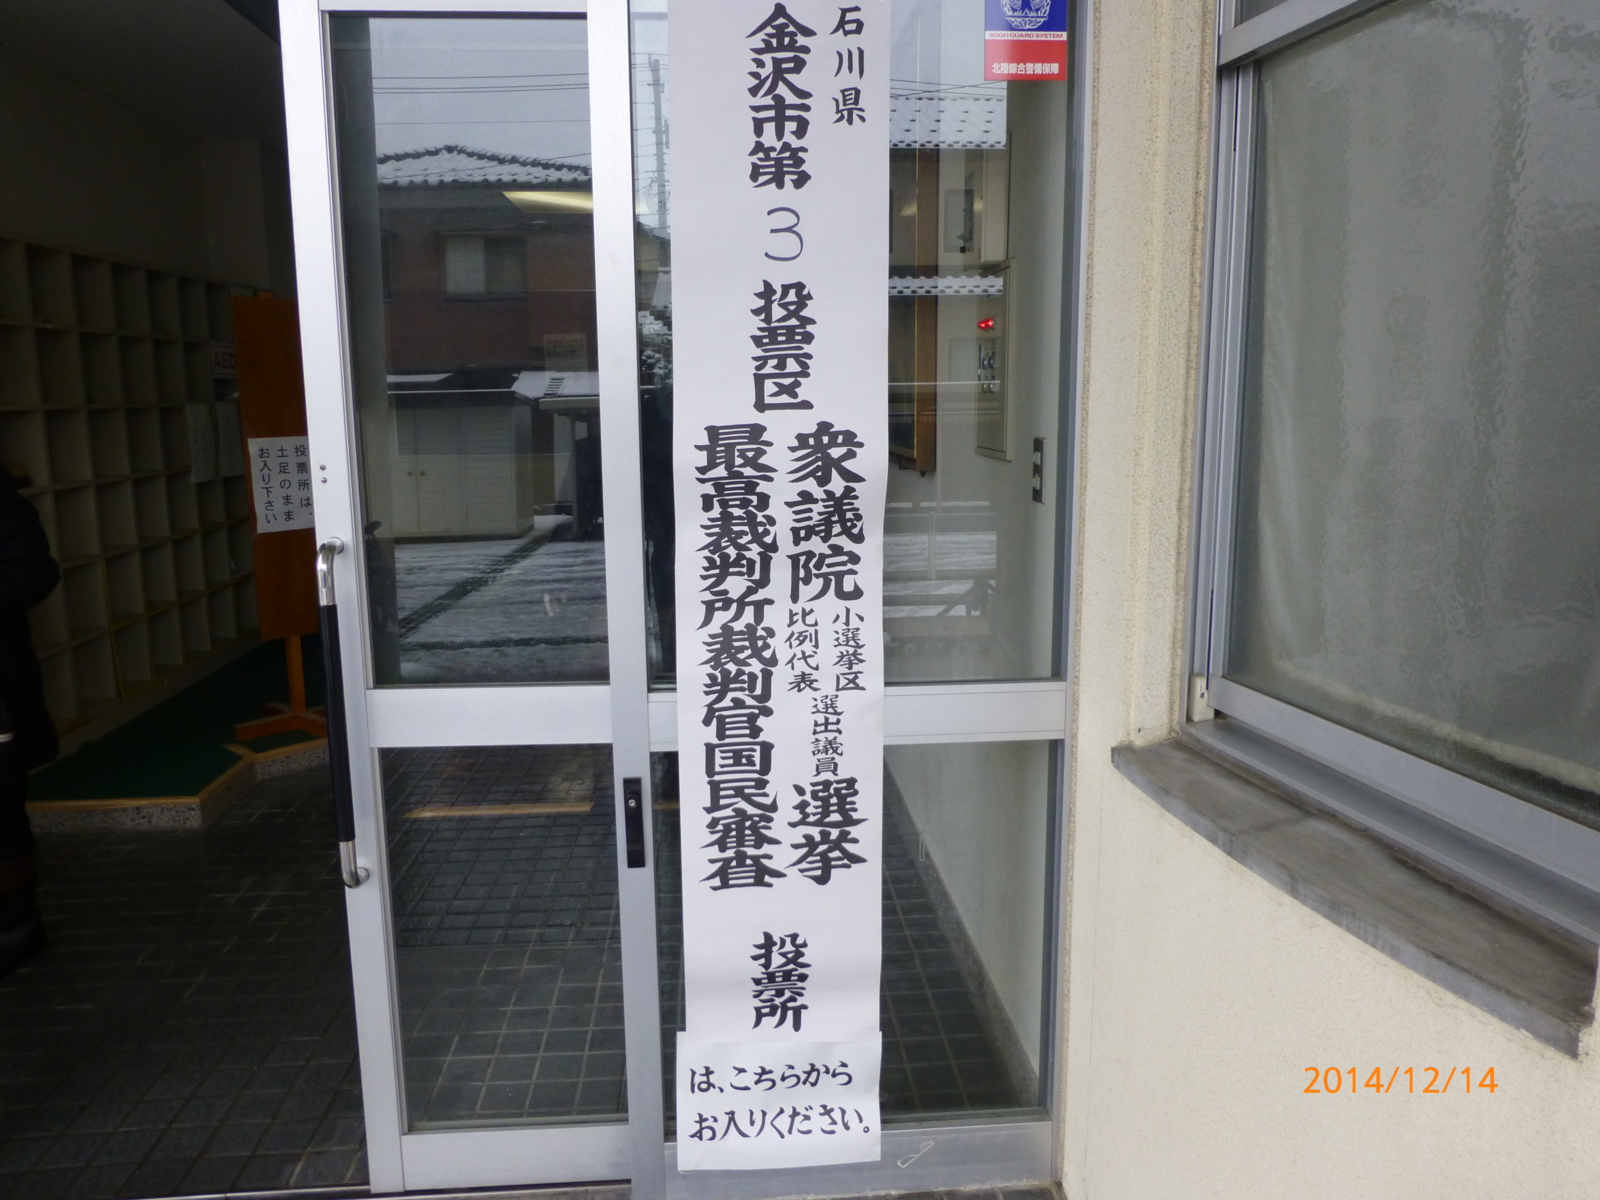 石川県
金沢市第3投票区
衆議院
小選挙区
比例代表
選出議員
選挙
最高裁判所裁判官国民審査
投票所
は、こちらから
お入りください。
投票所は、
土足のまま
お入り下さい
AED
SOGO GUARD SYSTEM
北陸綜合警備保障
2014/12/14